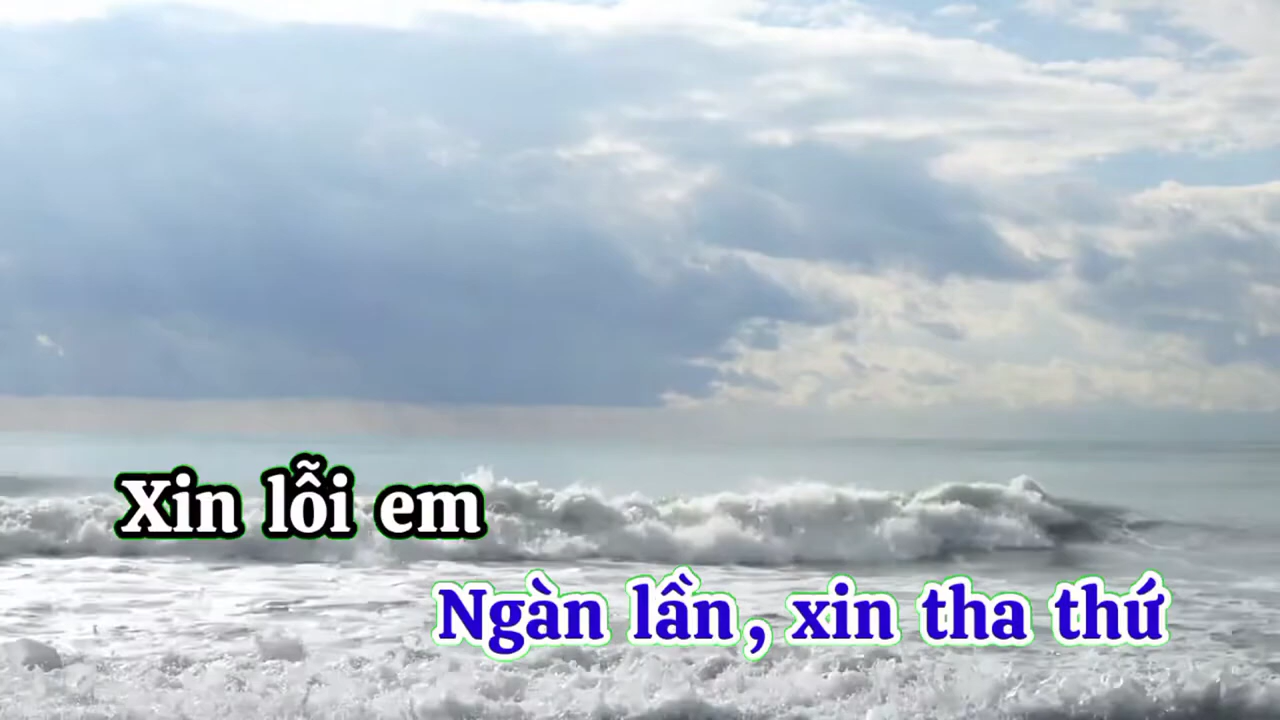 Xin lỗi em
Ngàn lần, xin tha thứ